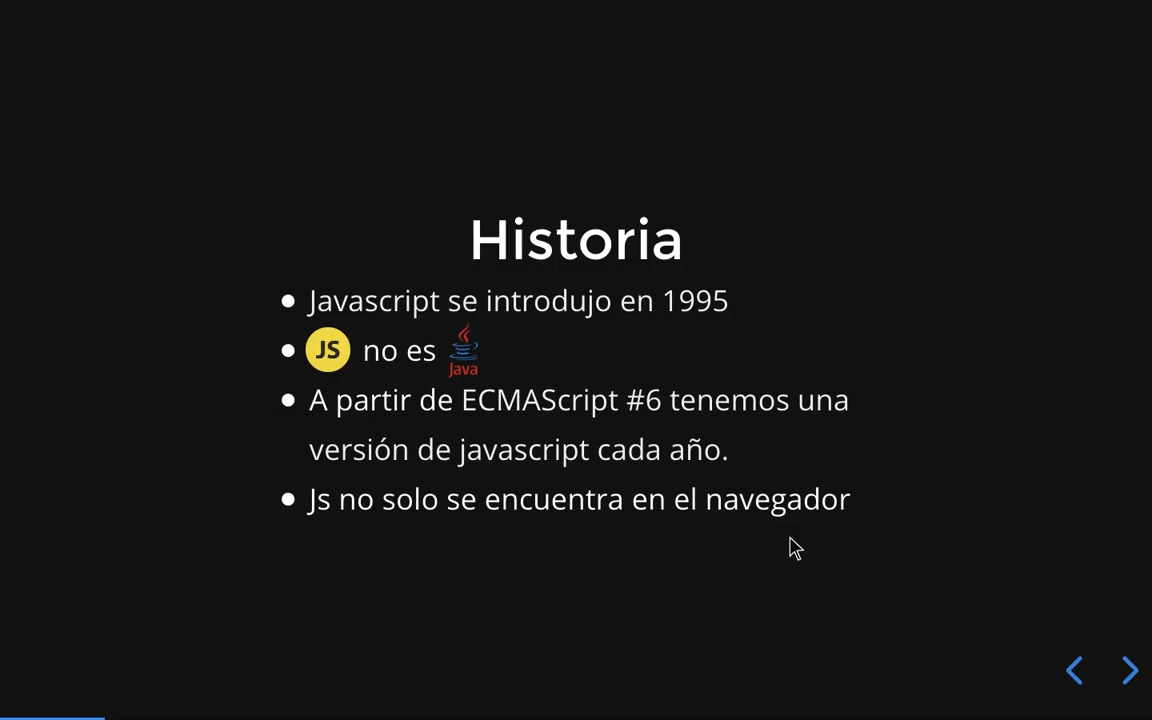 Historia
Javascript se introdujo en 1995
JS no es Java
A partir de ECMAScript #6 tenemos una
versión de javascript cada año.
Js no solo se encuentra en el navegador